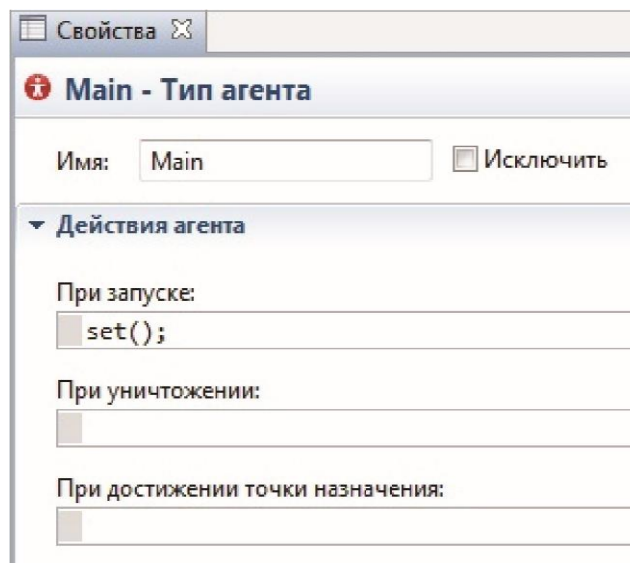 Свойства
Main - Тип агента
Имя: Main Исключить
Действия агента
При запуске:
set();
При уничтожении:
При достижении точки назначения: